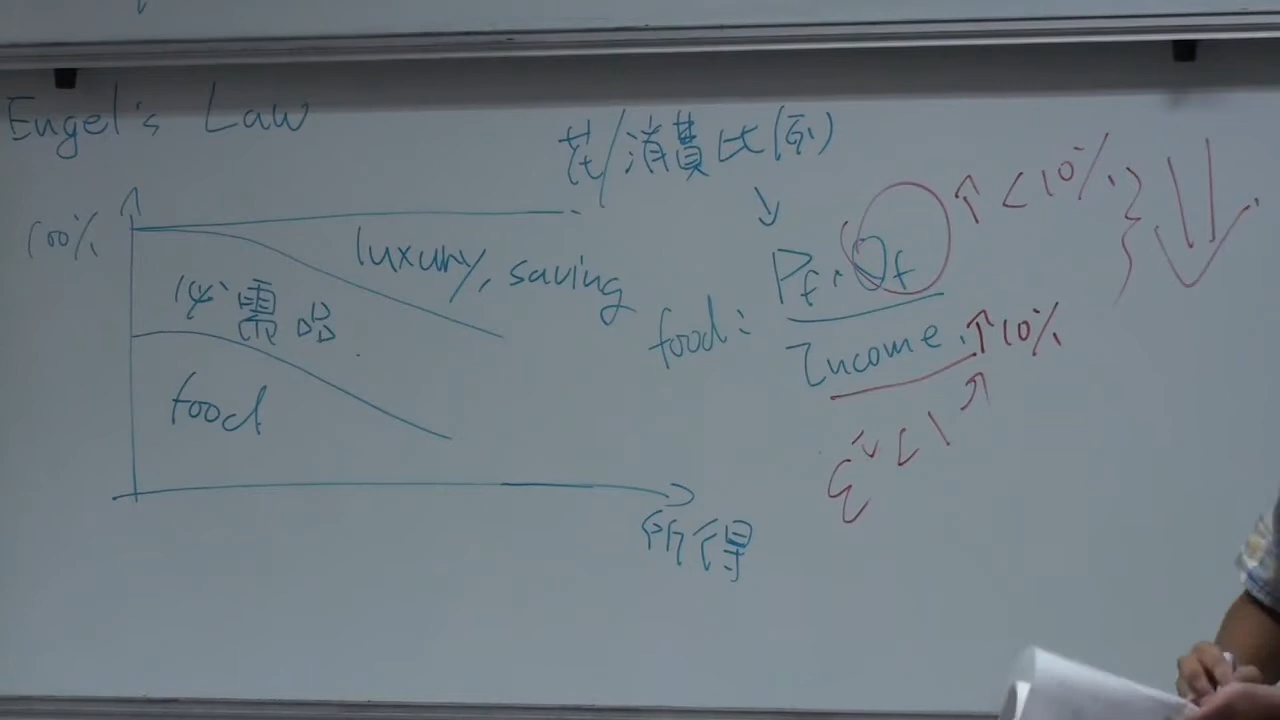 Engel's Law
花/消費比(例)
100%
luxury, saving
必需品
food
所得
food: Pf · Qf ↑ < 10%
Income ↑ 10%
< 1